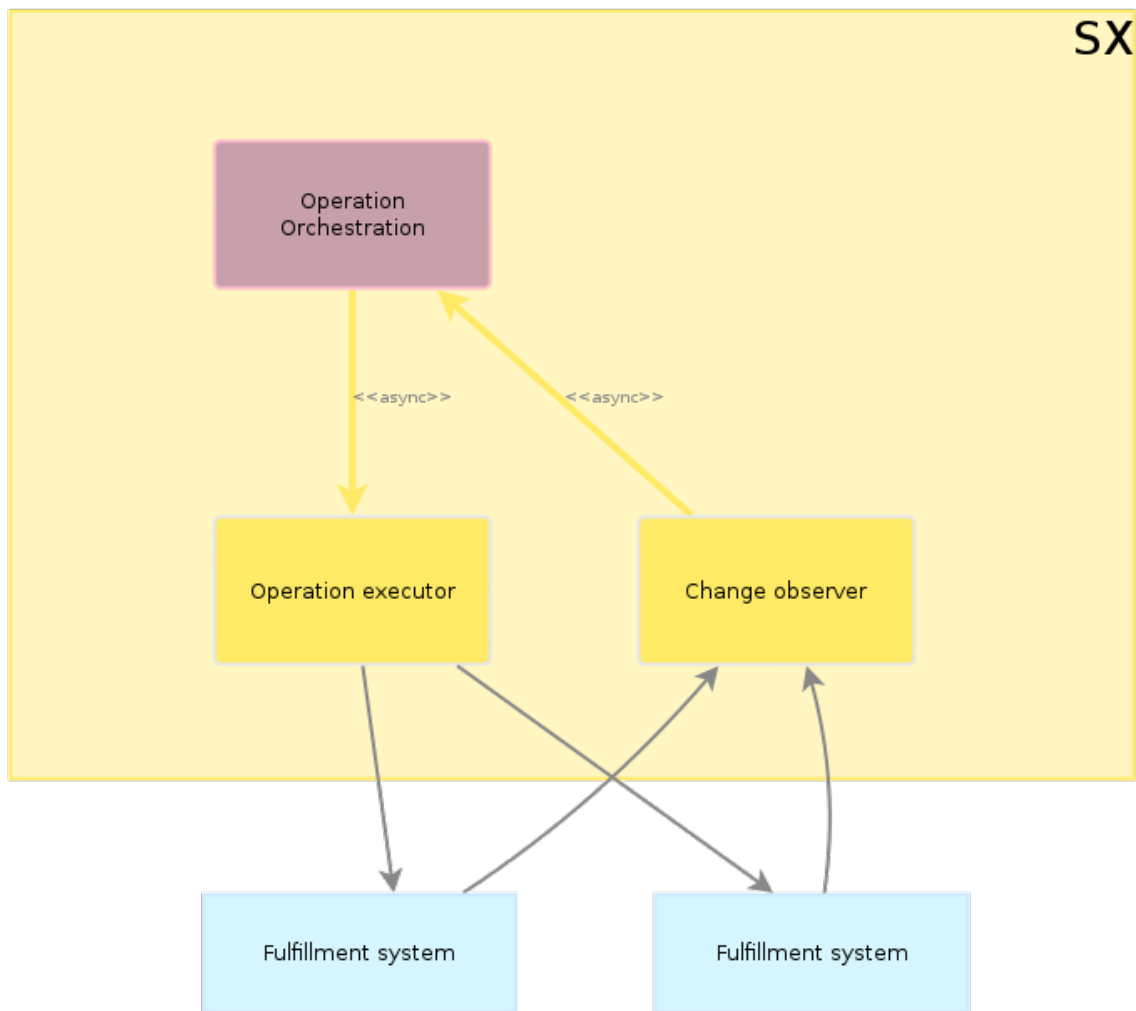 SX
Operation
Orchestration
<<async>>
<<async>>
Operation executor
Change observer
Fulfillment system
Fulfillment system